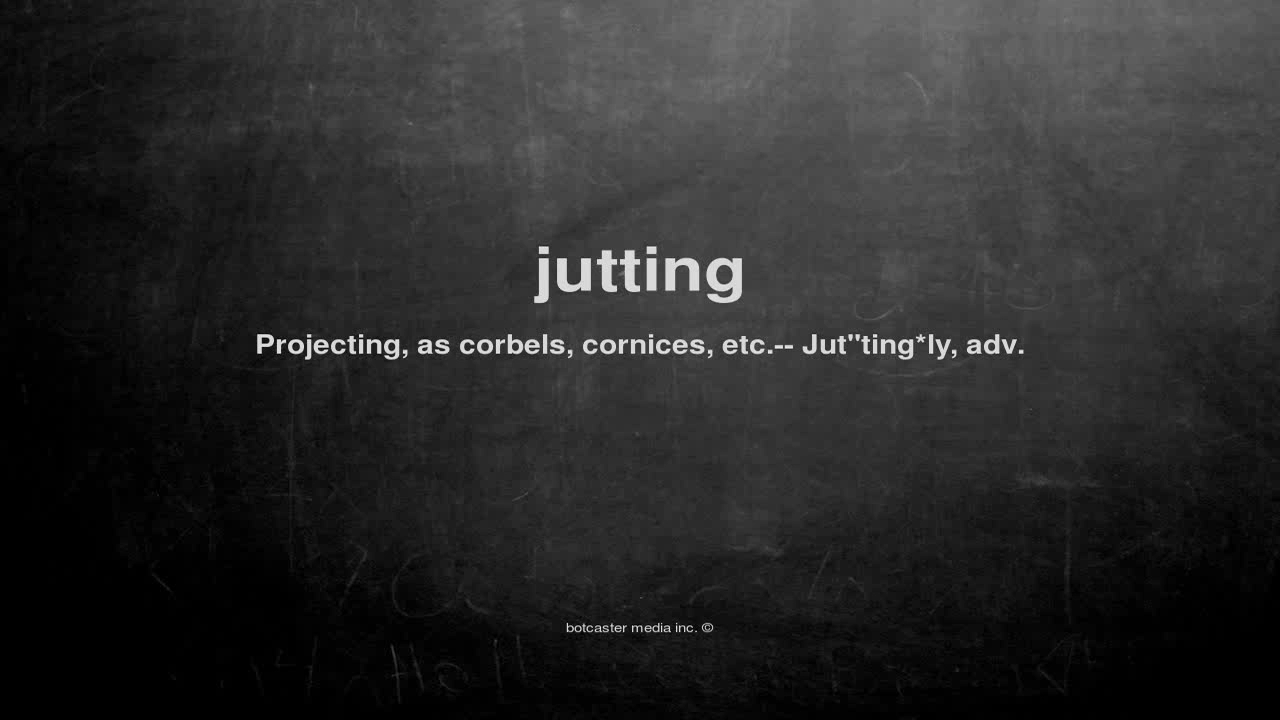 jutting
Projecting, as corbels, cornices, etc.-- Jut"ting*ly, adv.
botcaster media inc. ©